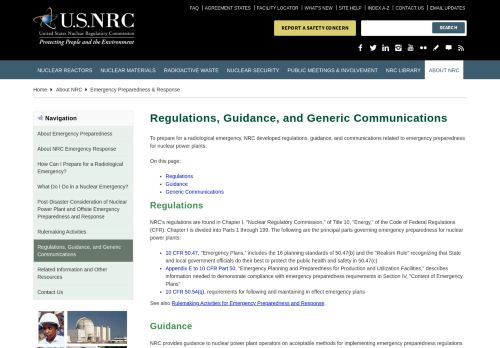 FAQ | AGREEMENT STATES | FACILITY LOCATOR | WHAT'S NEW | SITE HELP | INDEX A-Z | CONTACT US | EMAIL UPDATES
U.S.NRC
United States Nuclear Regulatory Commission
Protecting People and the Environment
REPORT A SAFETY CONCERN
SEARCH
NUCLEAR REACTORS NUCLEAR MATERIALS RADIOACTIVE WASTE NUCLEAR SECURITY PUBLIC MEETINGS & INVOLVEMENT NRC LIBRARY ABOUT NRC
Home About NRC Emergency Preparedness & Response
Navigation
About Emergency Preparedness
About NRC Emergency Response
How Can I Prepare for a Radiological
Emergency?
What Do I Do in a Nuclear Emergency?
Post-Disaster Consideration of Nuclear
Power Plant and Offsite Emergency
Preparedness and Response
Rulemaking Activities
Regulations, Guidance, and Generic
Communications
Related Information and Other
Resources
Contact Us
Regulations, Guidance, and Generic Communications
To prepare for a radiological emergency, NRC developed regulations, guidance, and communications related to emergency preparedness
for nuclear power plants:
On this page:
Regulations
Guidance
Generic Communications
Regulations
NRC's regulations are found in Chapter I, "Nuclear Regulatory Commission," of Title 10, "Energy," of the Code of Federal Regulations
(CFR). Chapter I is divided into Parts 1 through 199. The following are the principal parts governing emergency preparedness for
nuclear power plants:
10 CFR 50.47, "Emergency Plans," includes the 16 planning standards of 50.47(b) and the "Realism Rule" recognizing that State
and local government officials do their best to protect the public health and safety in 50.47(c)
Appendix E to 10 CFR Part 50, "Emergency Planning and Preparedness for Production and Utilization Facilities," describes
information needed to demonstrate compliance with emergency preparedness requirements in Section IV, "Content of Emergency
Plans"
10 CFR 50.54(q), requirements for following and maintaining in effect emergency plans
See also Rulemaking Activities for Emergency Preparedness and Response.
Guidance
NRC provides guidance to nuclear power plant operators on acceptable methods for implementing emergency preparedness regulations